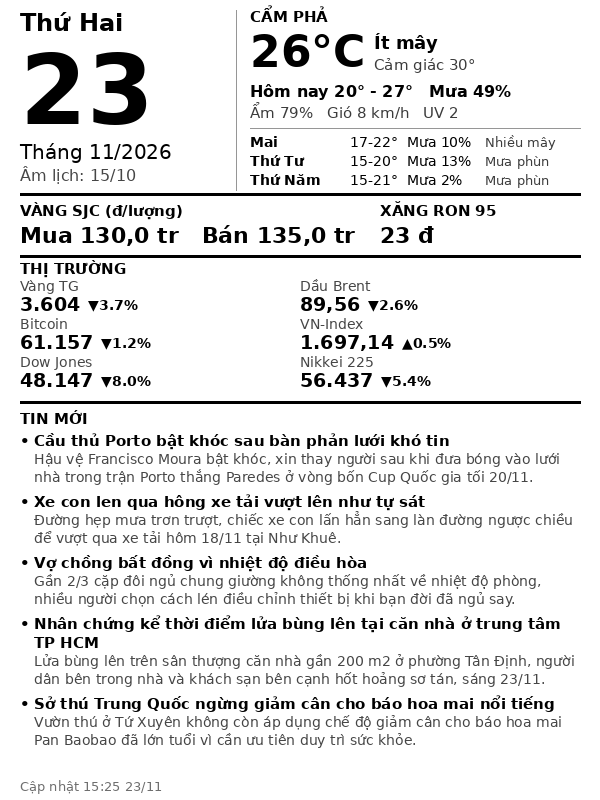 Thứ Hai
23
Tháng 11/2026
Âm lịch: 15/10
CẨM PHẢ
26°C Ít mây
Cảm giác 30°
Hôm nay 20° - 27° Mưa 49%
Ẩm 79% Gió 8 km/h UV 2
Mai 17-22° Mưa 10% Nhiều mây
Thứ Tư 15-20° Mưa 13% Mưa phùn
Thứ Năm 15-21° Mưa 2% Mưa phùn
VÀNG SJC (đ/lượng) XĂNG RON 95
Mua 130,0 tr Bán 135,0 tr 23 đ
THỊ TRƯỜNG
Vàng TG Dầu Brent
3.604 ▼3.7% 89,56 ▼2.6%
Bitcoin VN-Index
61.157 ▼1.2% 1.697,14 ▲0.5%
Dow Jones Nikkei 225
48.147 ▼8.0% 56.437 ▼5.4%
TIN MỚI
• Cầu thủ Porto bật khóc sau bàn phản lưới khó tin
Hậu vệ Francisco Moura bật khóc, xin thay người sau khi đưa bóng vào lưới
nhà trong trận Porto thắng Paredes ở vòng bốn Cup Quốc gia tối 20/11.
• Xe con len qua hông xe tải vượt lên như tự sát
Đường hẹp mưa trơn trượt, chiếc xe con lấn hẳn sang làn đường ngược chiều
để vượt qua xe tải hôm 18/11 tại Như Khuê.
• Vợ chồng bất đồng vì nhiệt độ điều hòa
Gần 2/3 cặp đôi ngủ chung giường không thống nhất về nhiệt độ phòng,
nhiều người chọn cách lén điều chỉnh thiết bị khi bạn đời đã ngủ say.
• Nhân chứng kể thời điểm lửa bùng lên tại căn nhà ở trung tâm
TP HCM
Lửa bùng lên trên sân thượng căn nhà gần 200 m2 ở phường Tân Định, người
dân bên trong nhà và khách sạn bên cạnh hốt hoảng sơ tán, sáng 23/11.
• Sở thú Trung Quốc ngừng giảm cân cho báo hoa mai nổi tiếng
Vườn thú ở Tứ Xuyên không còn áp dụng chế độ giảm cân cho báo hoa mai
Pan Baobao đã lớn tuổi vì cần ưu tiên duy trì sức khỏe.
Cập nhật 15:25 23/11